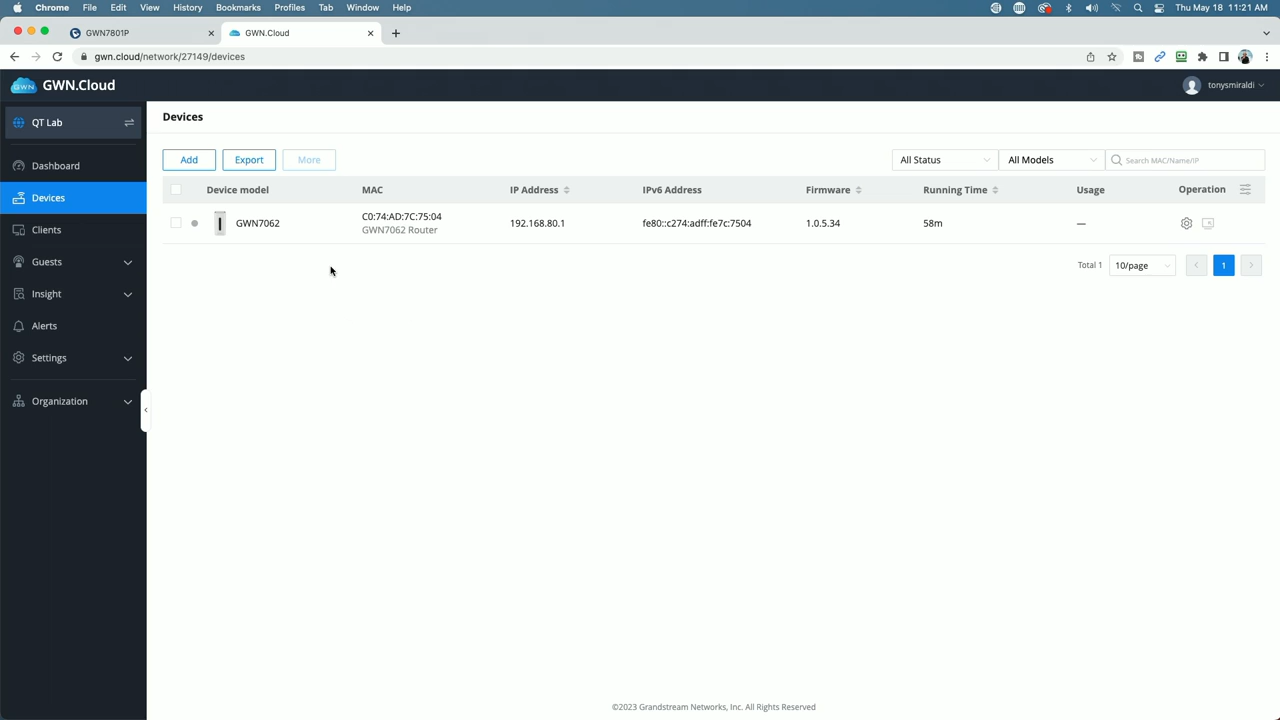 Chrome File Edit View History Bookmarks Profiles Tab Window Help Thu May 18 11:21 AM
GWN7801P GWN.Cloud
gwn.cloud/network/27149/devices
GWN GWN.Cloud tonysmiraldi
QT Lab
Dashboard
Devices
Clients
Guests
Insight
Alerts
Settings
Organization
Devices
Add Export More All Status All Models Search MAC/Name/IP
Device model MAC IP Address IPv6 Address Firmware Running Time Usage Operation
GWN7062 C0:74:AD:7C:75:04 192.168.80.1 fe80::c274:adff:fe7c:7504 1.0.5.34 58m —
GWN7062 Router
Total 1 10/page 1
©2023 Grandstream Networks, Inc. All Rights Reserved